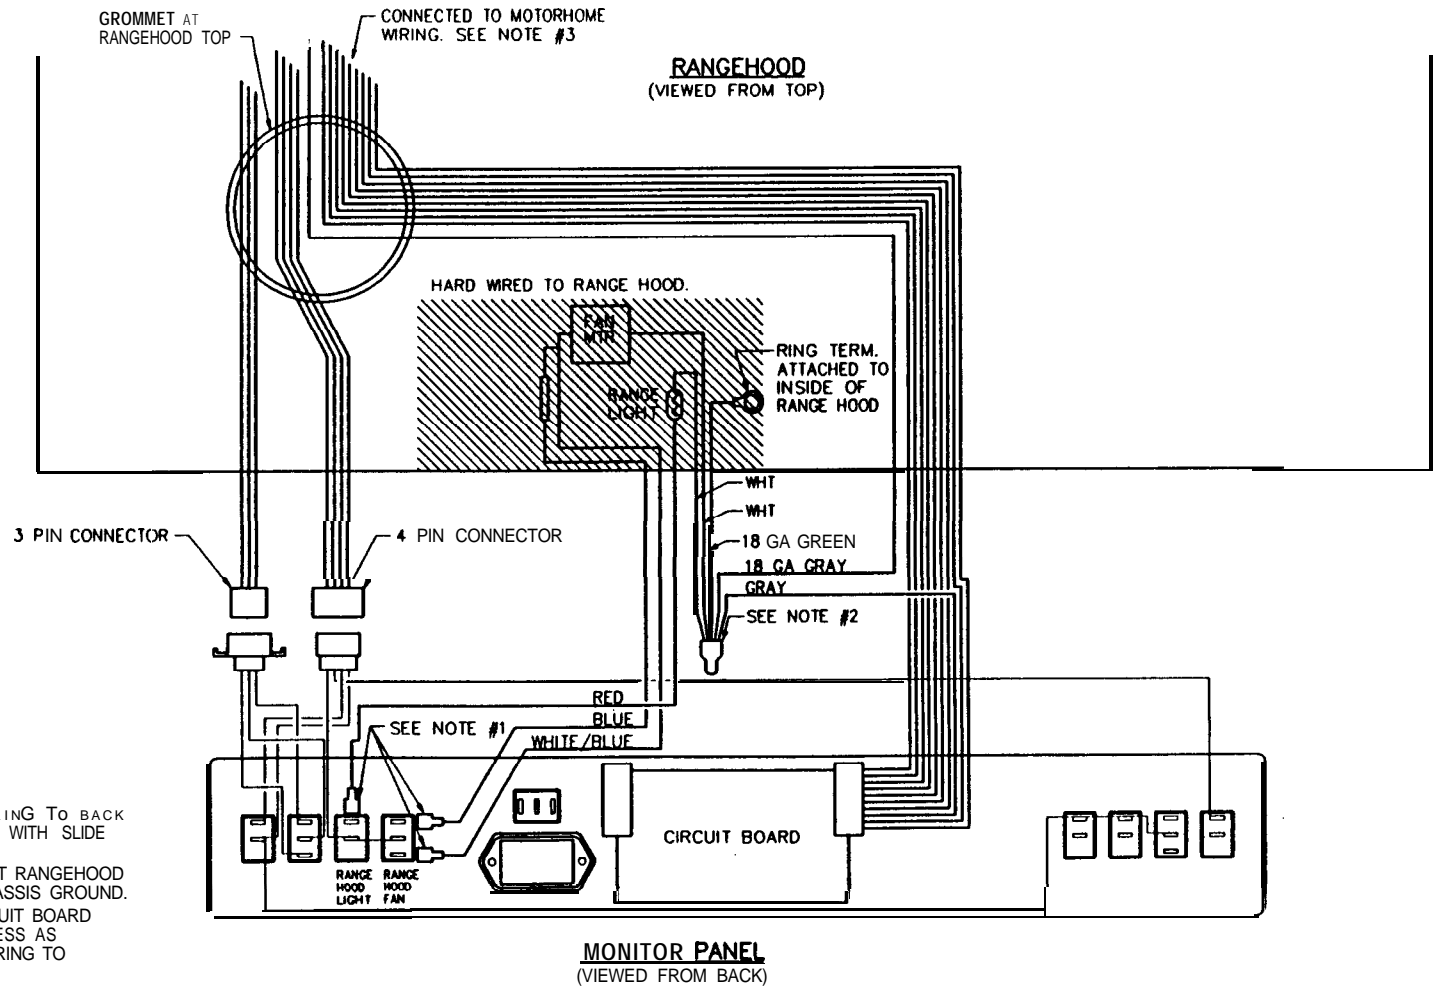 GROMMET AT
RANGEHOOD TOP
CONNECTED TO MOTORHOME
WIRING. SEE NOTE #3
RANGEHOOD
(VIEWED FROM TOP)
HARD WIRED TO RANGE HOOD.
FAN
MTR
RANGE
LIGHT
RING TERM.
ATTACHED TO
INSIDE OF
RANGE HOOD
WHT
WHT
18 GA GREEN
18 GA GRAY
GRAY
SEE NOTE #2
3 PIN CONNECTOR
4 PIN CONNECTOR
RED
BLUE
WHITE/BLUE
SEE NOTE #1
CIRCUIT BOARD
RANGE
HOOD
LIGHT
RANGE
HOOD
FAN
ING To BACK
WITH SLIDE
T RANGEHOOD
ASSIS GROUND.
UIT BOARD
ESS AS
RING TO
MONITOR PANEL
(VIEWED FROM BACK)